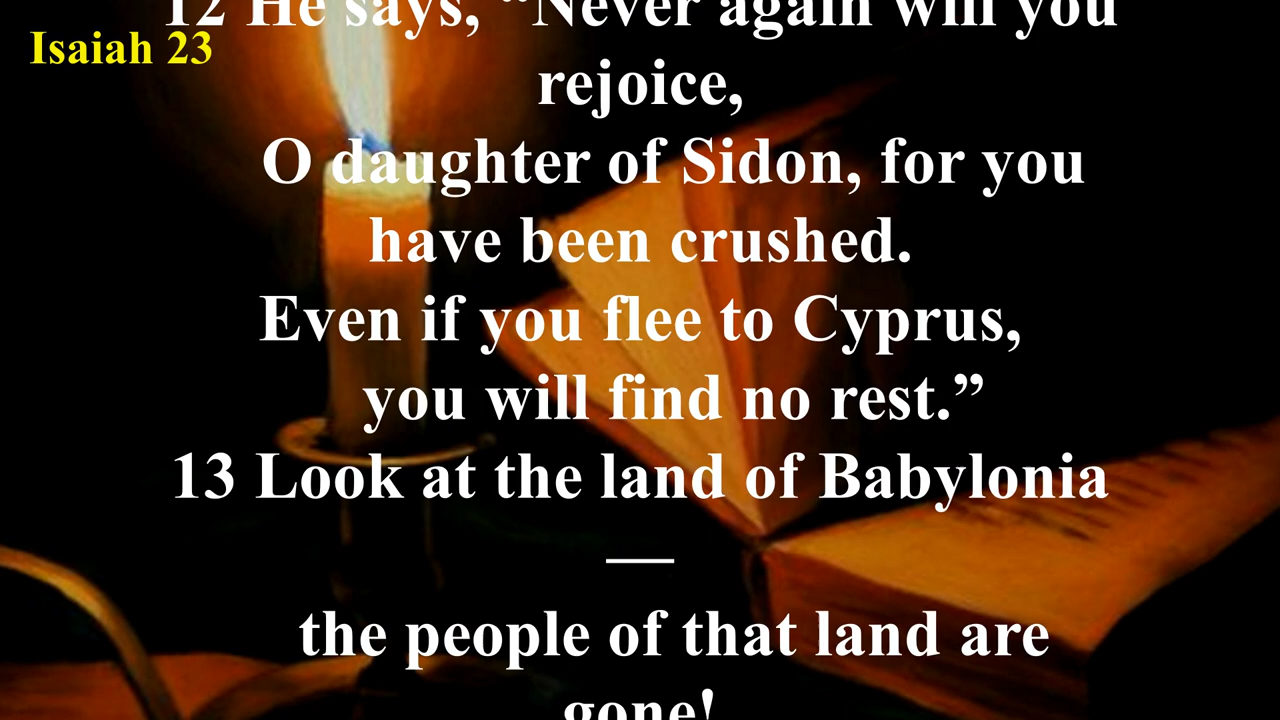 12 He says, “Never again will you
Isaiah 23
rejoice,
O daughter of Sidon, for you
have been crushed.
Even if you flee to Cyprus,
you will find no rest.”
13 Look at the land of Babylonia
—
the people of that land are
gone!